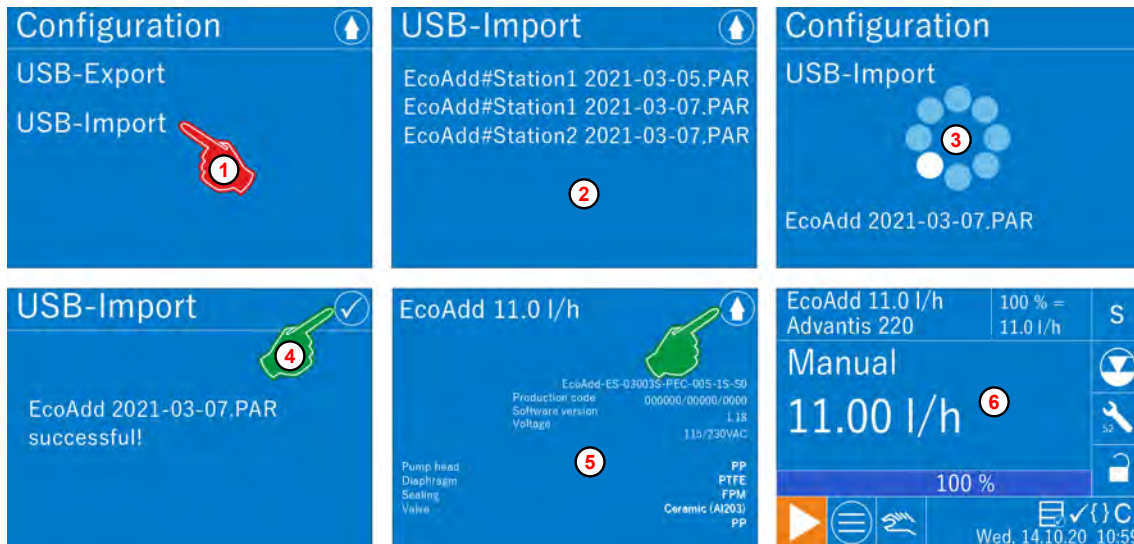 Configuration
USB-Export
USB-Import
1
USB-Import
EcoAdd#Station1 2021-03-05.PAR
EcoAdd#Station1 2021-03-07.PAR
EcoAdd#Station2 2021-03-07.PAR
2
Configuration
USB-Import
3
EcoAdd 2021-03-07.PAR
USB-Import
4
EcoAdd 2021-03-07.PAR
successful!
EcoAdd 11.0 l/h
EcoAdd-ES-03003S-PEC-00S-1S-S0
Production code 000000/00000/0000
Software version 1.18
Voltage 115/230VAC
5
Pump head PP
Diaphragm PTFE
Sealing FPM
Valve Ceramic (Al203)
PP
EcoAdd 11.0 l/h 100 % = S
Advantis 220 11.0 l/h
Manual
11.00 l/h
6
S2
100 %
{ } C
Wed. 14.10.20 10:59